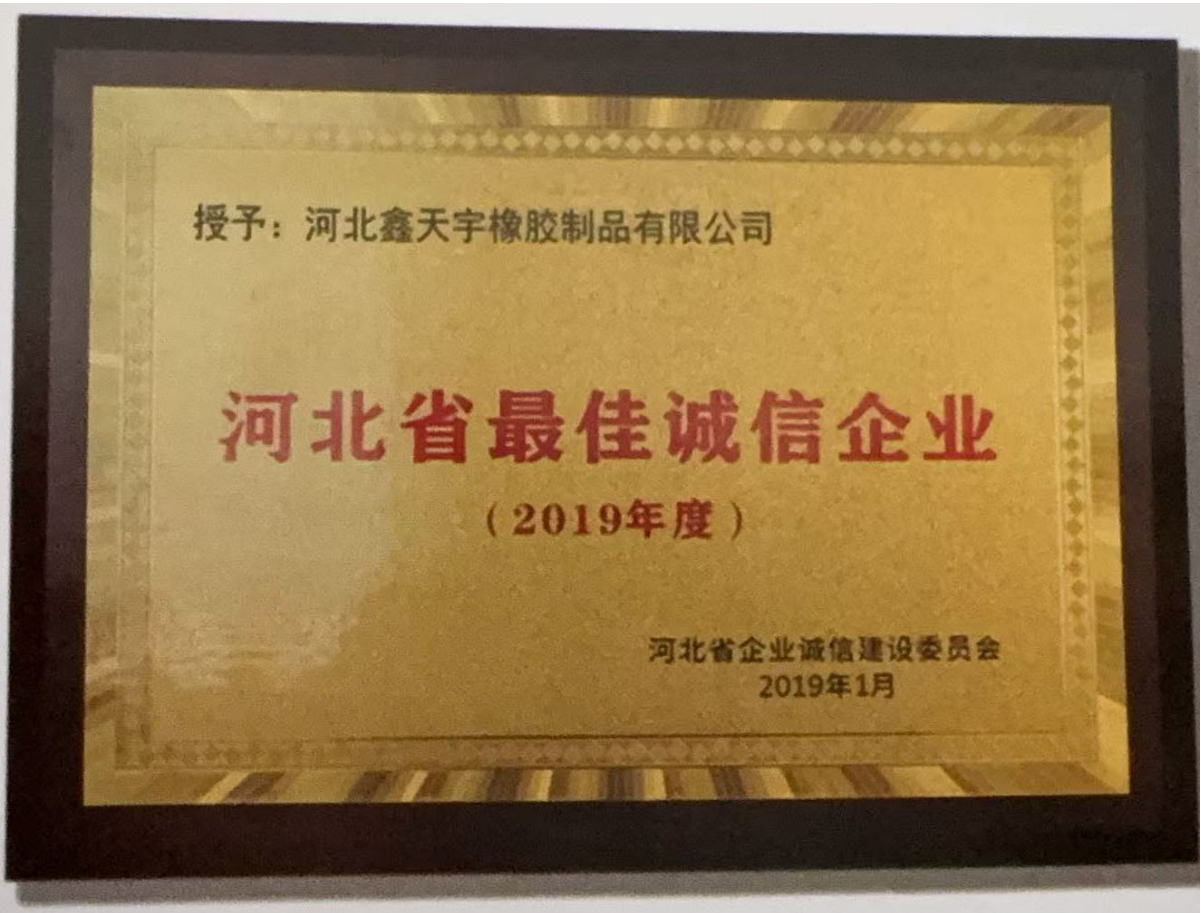 授予：河北鑫天宇橡胶制品有限公司
河北省最佳诚信企业
（2019年度）
河北省企业诚信建设委员会
2019年1月